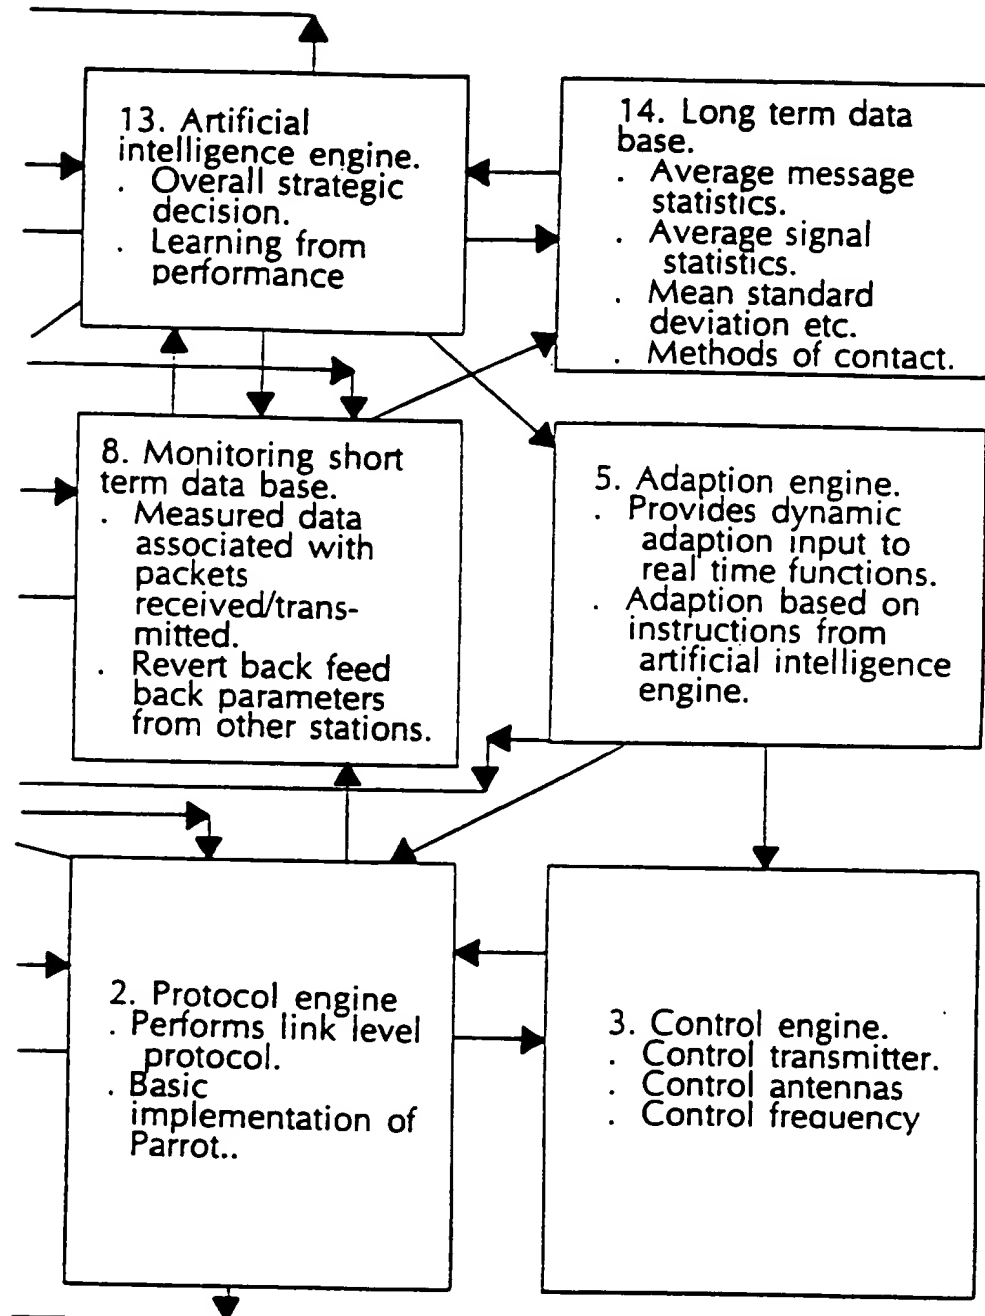 13. Artificial
intelligence engine.
. Overall strategic
decision.
. Learning from
performance
14. Long term data
base.
. Average message
statistics.
. Average signal
statistics.
. Mean standard
deviation etc.
. Methods of contact.
8. Monitoring short
term data base.
. Measured data
associated with
packets
received/trans-
mitted.
. Revert back feed
back parameters
from other stations.
5. Adaption engine.
. Provides dynamic
adaption input to
real time functions.
. Adaption based on
instructions from
artificial intelligence
engine.
2. Protocol engine
. Performs link level
protocol.
. Basic
implementation of
Parrot..
3. Control engine.
. Control transmitter.
. Control antennas
. Control frequency